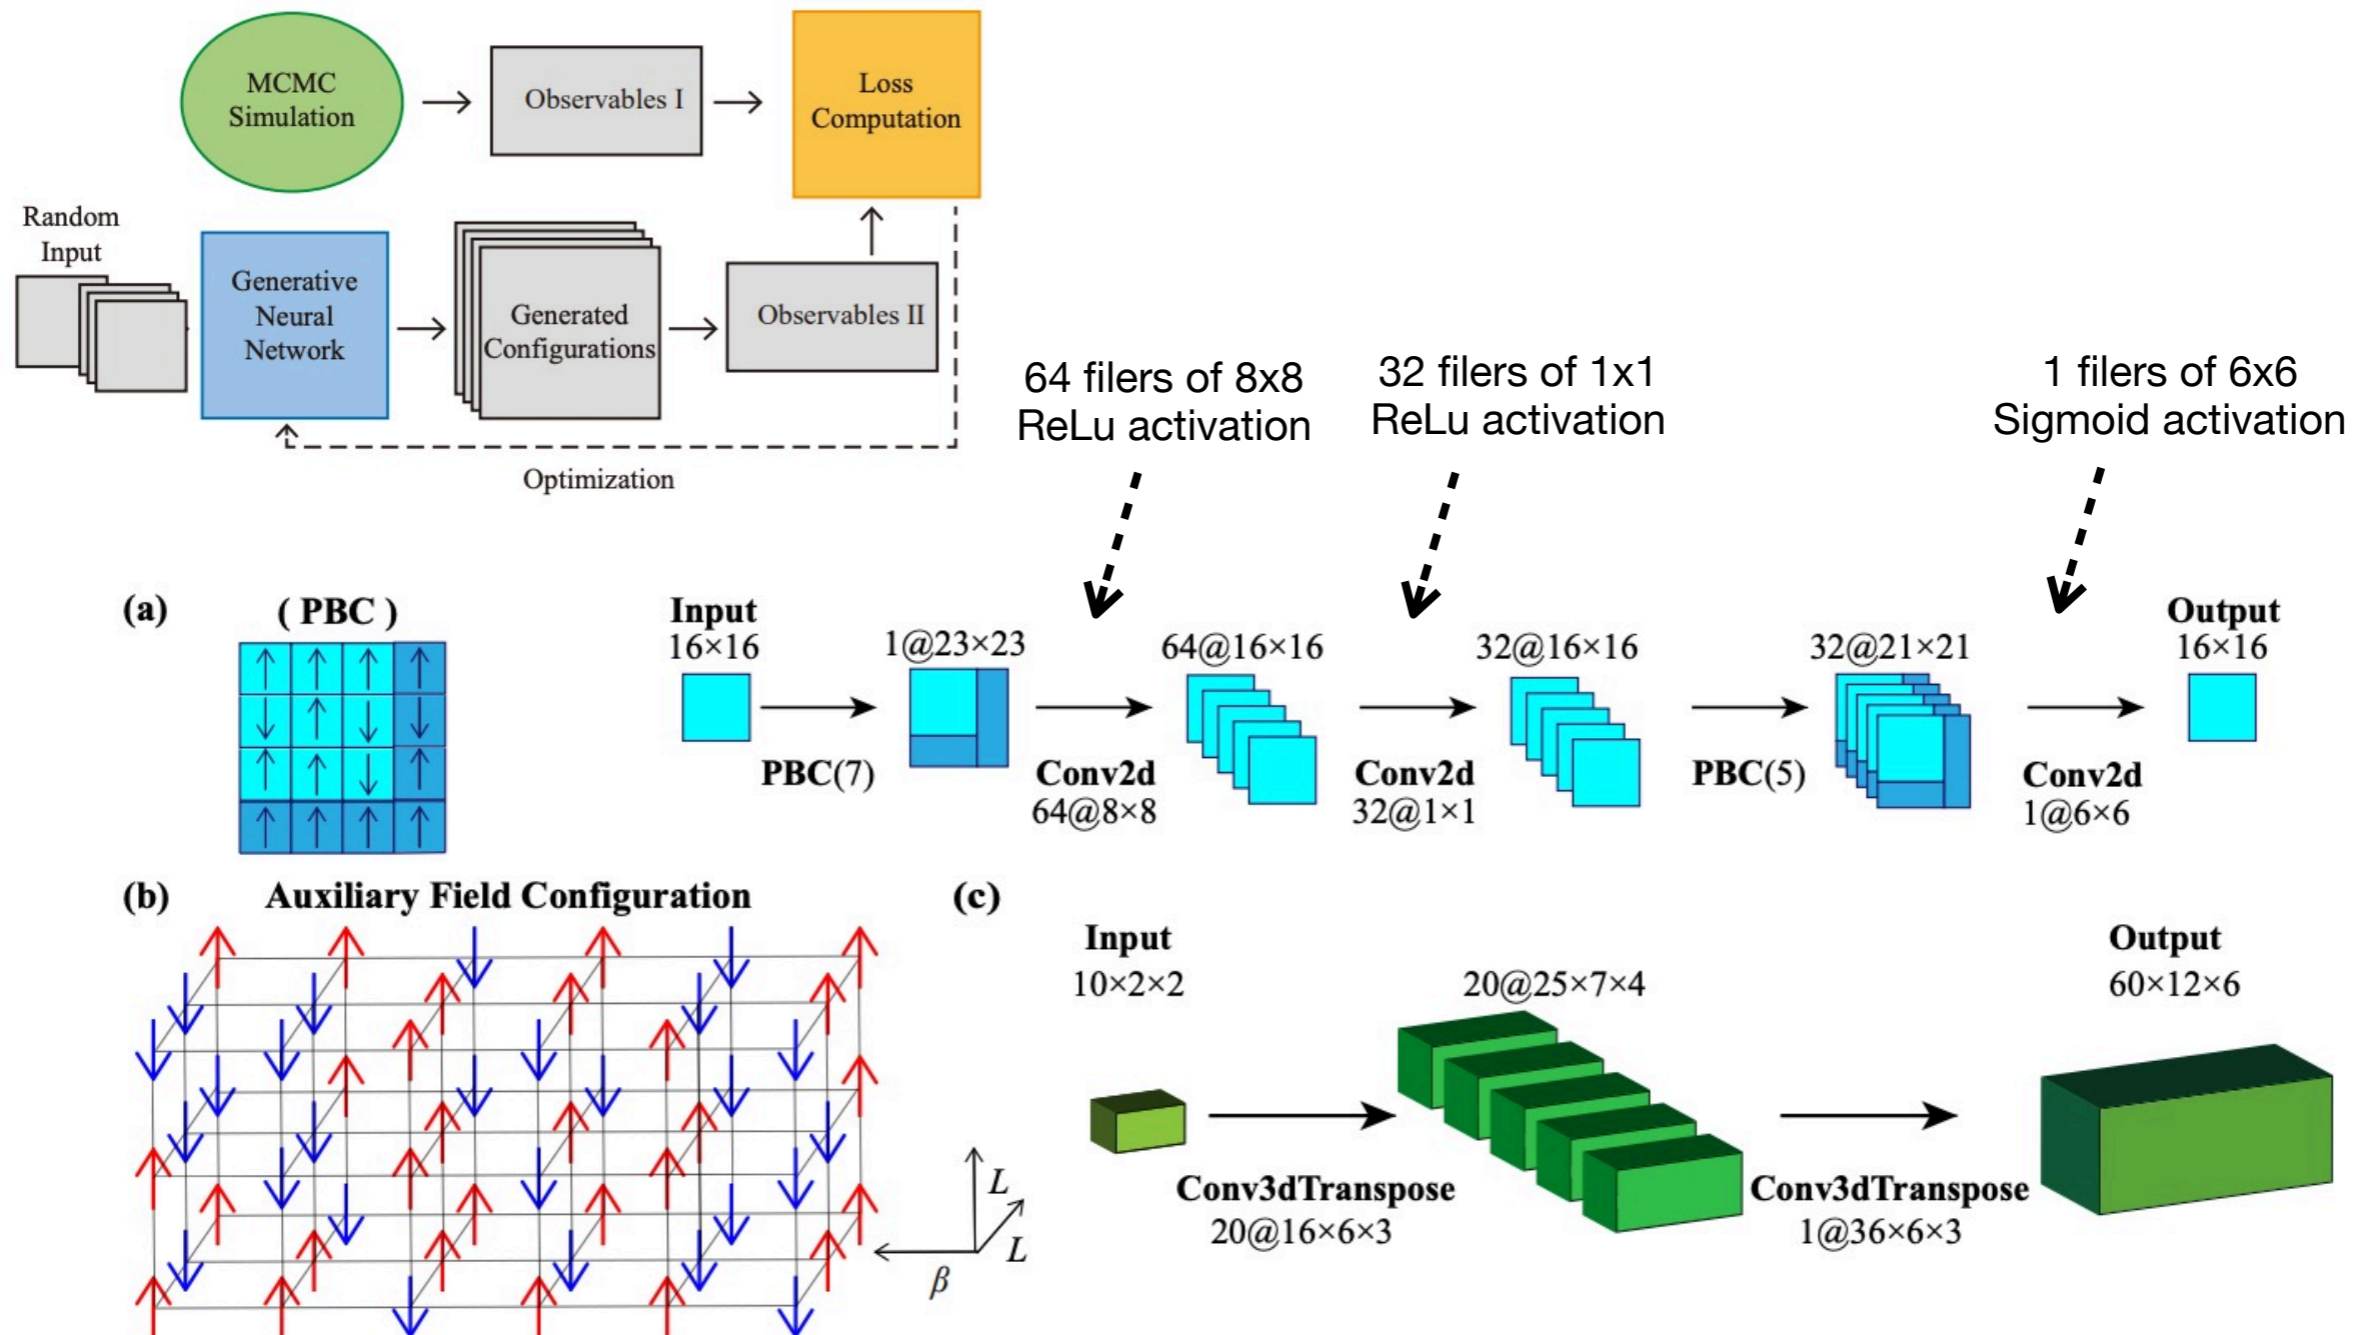 MCMC
Simulation
Observables I
Loss
Computation
Random
Input
Generative
Neural
Network
Generated
Configurations
Observables II
Optimization
64 filers of 8x8
ReLu activation
32 filers of 1x1
ReLu activation
1 filers of 6x6
Sigmoid activation
(a)
( PBC )
Input
16×16
PBC(7)
1@23×23
Conv2d
64@8×8
64@16×16
Conv2d
32@1×1
32@16×16
PBC(5)
32@21×21
Conv2d
1@6×6
Output
16×16
(b)
Auxiliary Field Configuration
L
L
β
(c)
Input
10×2×2
Conv3dTranspose
20@16×6×3
20@25×7×4
Conv3dTranspose
1@36×6×3
Output
60×12×6